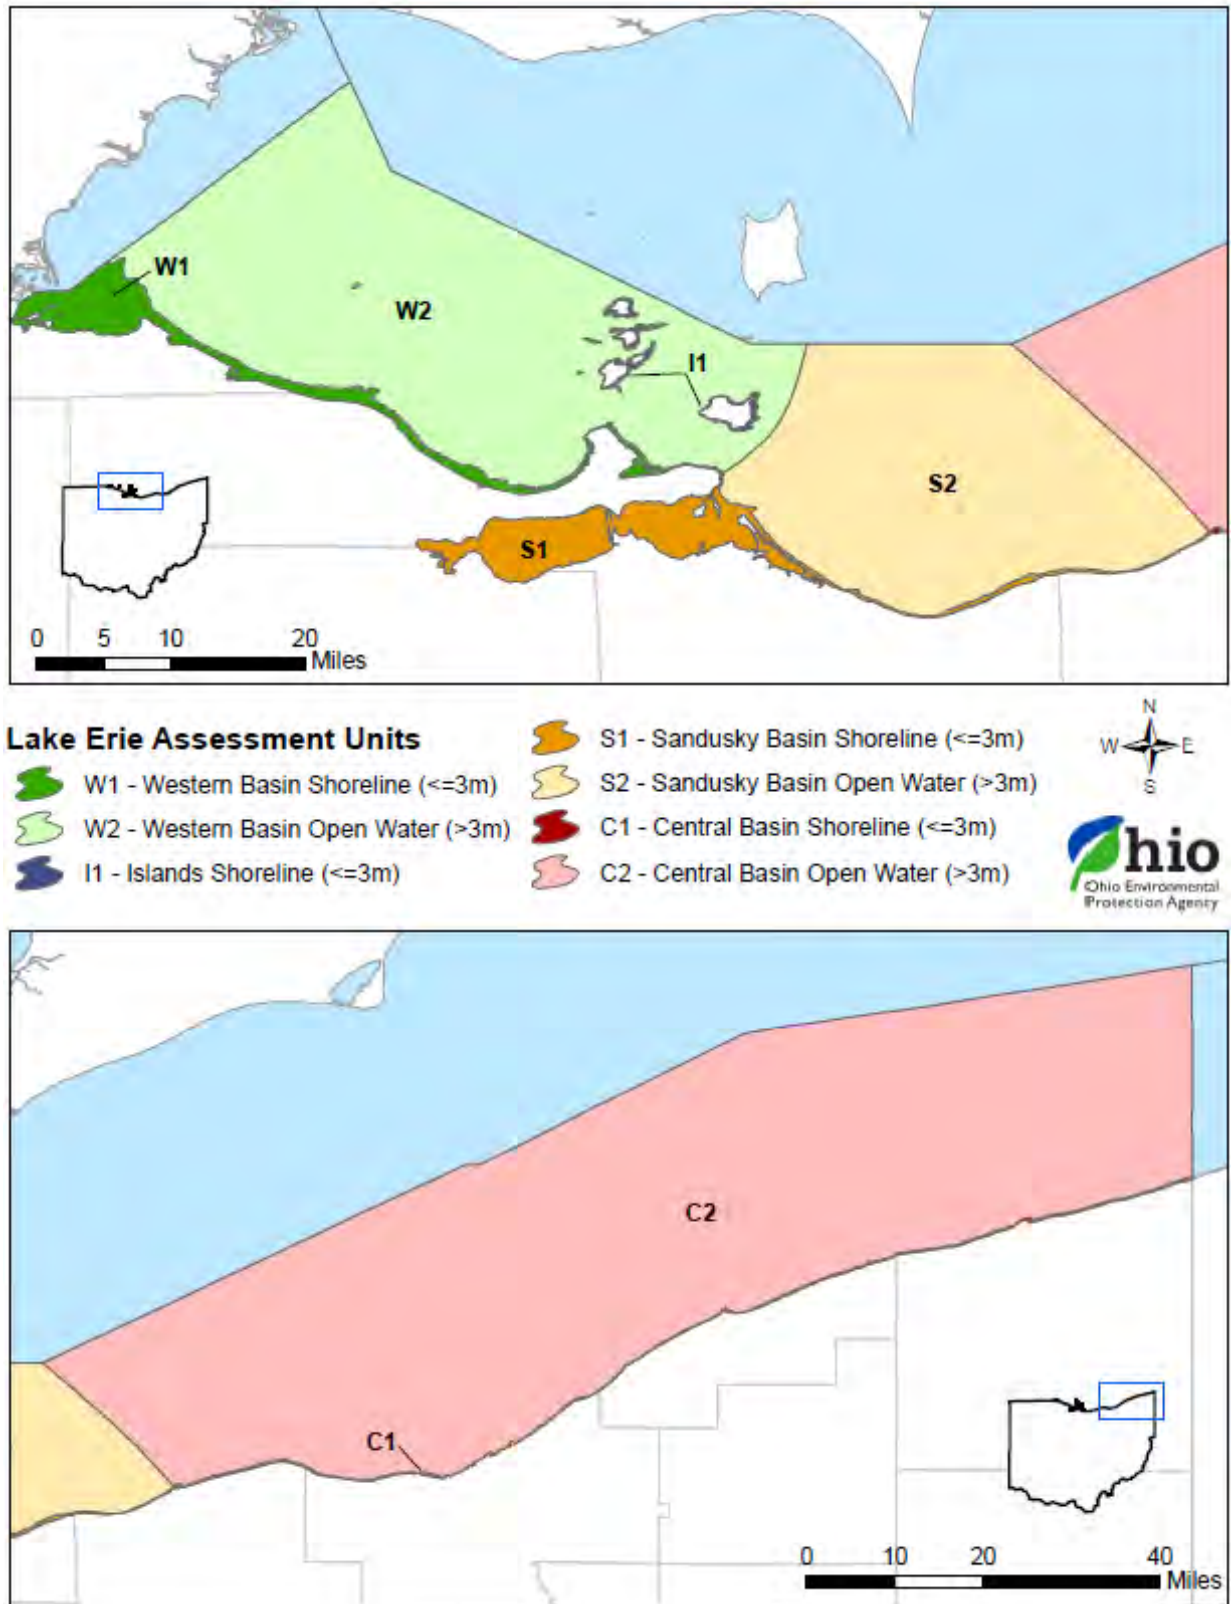 W1
W2
I1
S2
S1
0 5 10 20
Miles
Lake Erie Assessment Units
W1 - Western Basin Shoreline (<=3m)
W2 - Western Basin Open Water (>3m)
I1 - Islands Shoreline (<=3m)
S1 - Sandusky Basin Shoreline (<=3m)
S2 - Sandusky Basin Open Water (>3m)
C1 - Central Basin Shoreline (<=3m)
C2 - Central Basin Open Water (>3m)
N
W E
S
Ohio
Ohio Environmental
Protection Agency
C2
C1
0 10 20 40
Miles